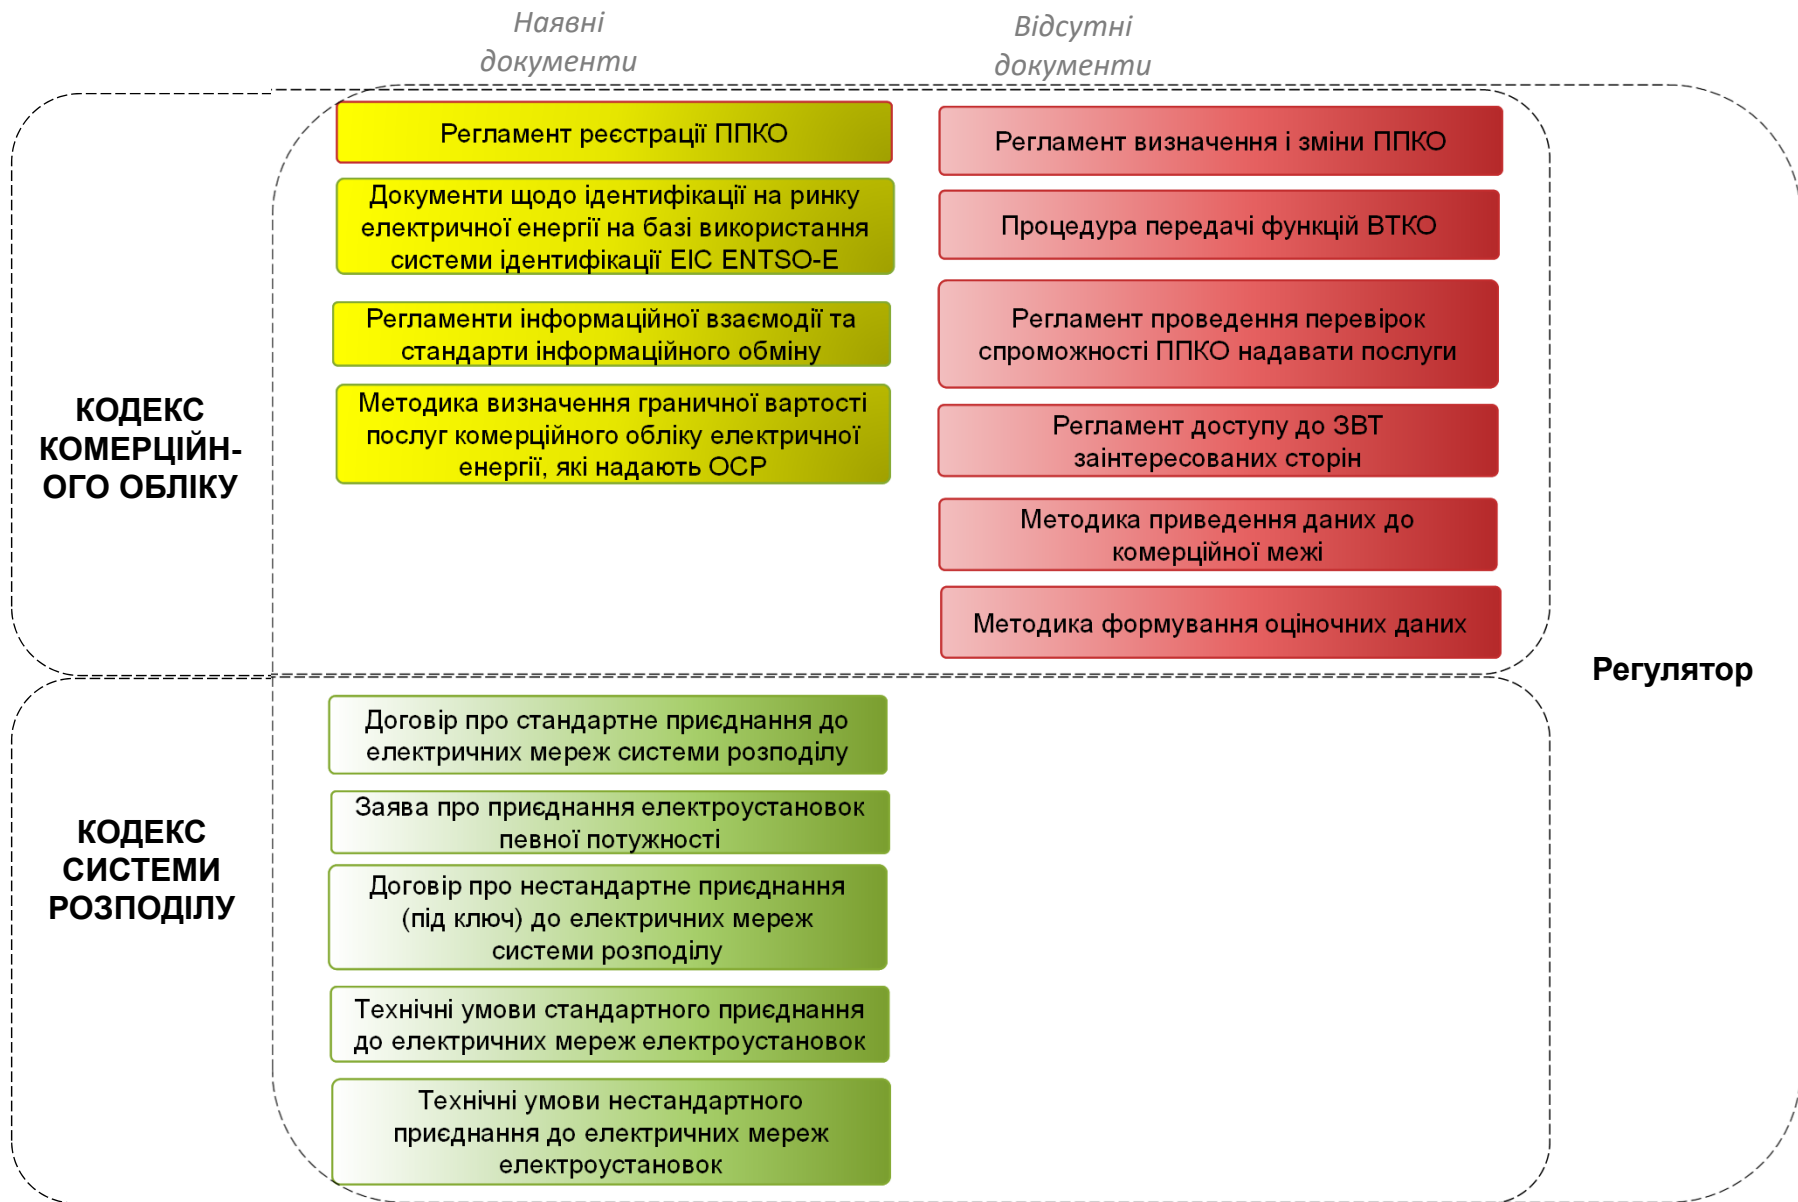 Наявні
документи
Відсутні
документи
КОДЕКС
КОМЕРЦІЙН-
ОГО ОБЛІКУ
Регламент реєстрації ППКО
Документи щодо ідентифікації на ринку
електричної енергії на базі використання
системи ідентифікації EIC ENTSO-E
Регламенти інформаційної взаємодії та
стандарти інформаційного обміну
Методика визначення граничної вартості
послуг комерційного обліку електричної
енергії, які надають ОСР
Регламент визначення і зміни ППКО
Процедура передачі функцій ВТКО
Регламент проведення перевірок
спроможності ППКО надавати послуги
Регламент доступу до ЗВТ
заінтересованих сторін
Методика приведення даних до
комерційної межі
Методика формування оціночних даних
Регулятор
КОДЕКС
СИСТЕМИ
РОЗПОДІЛУ
Договір про стандартне приєднання до
електричних мереж системи розподілу
Заява про приєднання електроустановок
певної потужності
Договір про нестандартне приєднання
(під ключ) до електричних мереж
системи розподілу
Технічні умови стандартного приєднання
до електричних мереж електроустановок
Технічні умови нестандартного
приєднання до електричних мереж
електроустановок